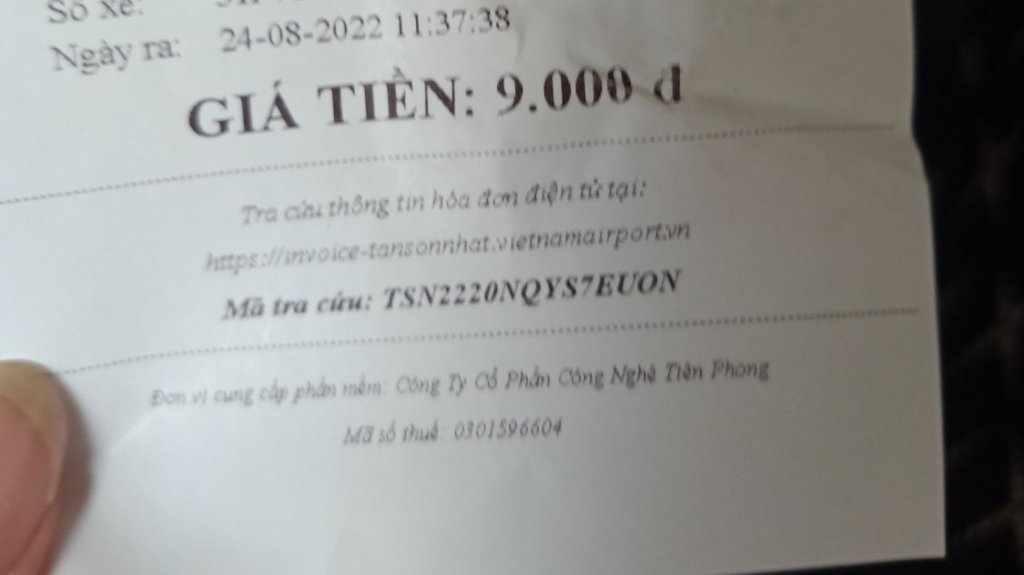 Số xe:
Ngày ra: 24-08-2022 11:37:38
GIÁ TIỀN: 9.000 đ
Tra cứu thông tin hóa đơn điện tử tại:
https://invoice-tansonnhat.vietnamairport.vn
Mã tra cứu: TSN2220NQYS7EUON
Đơn vị cung cấp phần mềm: Công Ty Cổ Phần Công Nghệ Tiên Phong
Mã số thuế: 0301596604